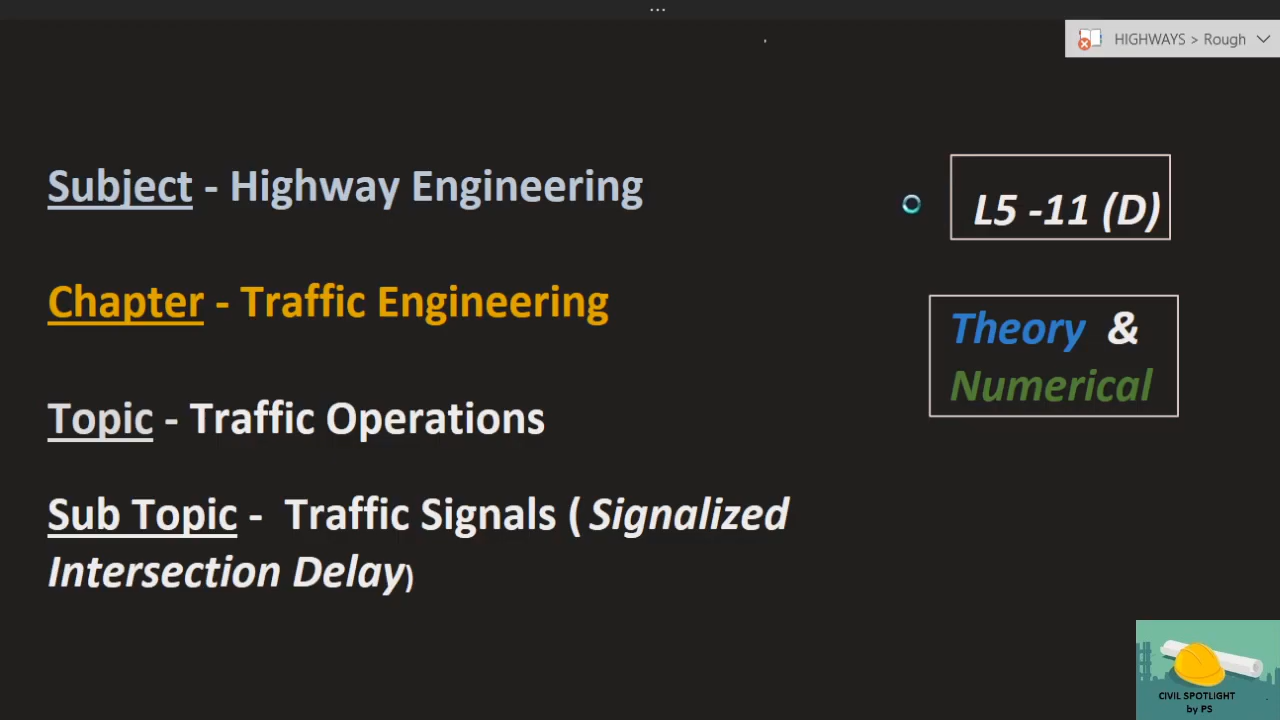 ...
HIGHWAYS > Rough
Subject - Highway Engineering
L5 -11 (D)
Chapter - Traffic Engineering
Theory &
Numerical
Topic - Traffic Operations
Sub Topic - Traffic Signals ( Signalized
Intersection Delay)
CIVIL SPOTLIGHT
by PS